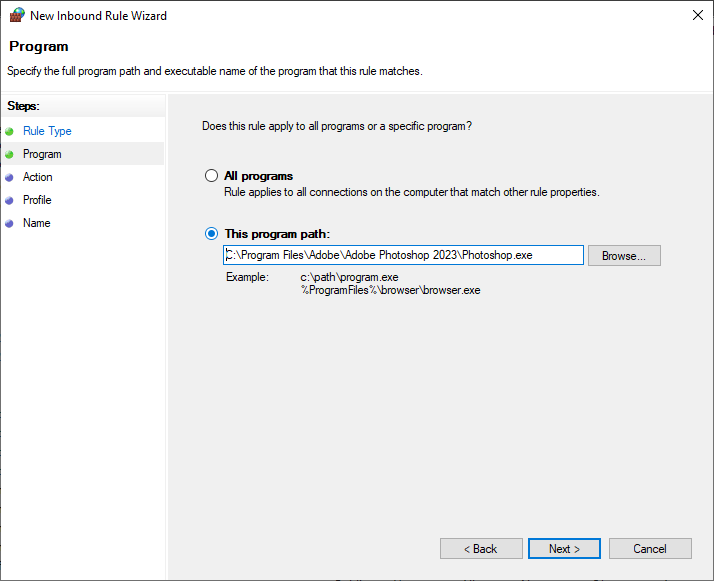 New Inbound Rule Wizard
Program
Specify the full program path and executable name of the program that this rule matches.
Steps:
Rule Type
Program
Action
Profile
Name
Does this rule apply to all programs or a specific program?
All programs
Rule applies to all connections on the computer that match other rule properties.
This program path:
C:\Program Files\Adobe\Adobe Photoshop 2023\Photoshop.exe
Browse...
Example: c:\path\program.exe
%ProgramFiles%\browser\browser.exe
< Back
Next >
Cancel